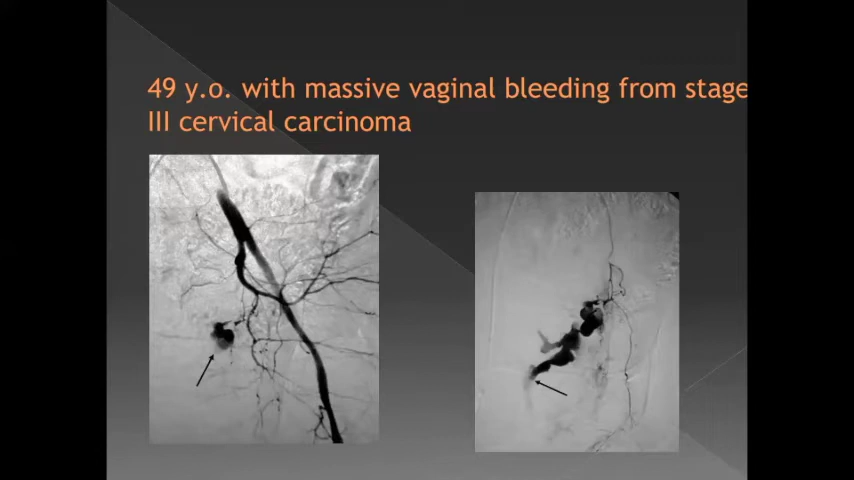 49 y.o. with massive vaginal bleeding from stage
III cervical carcinoma